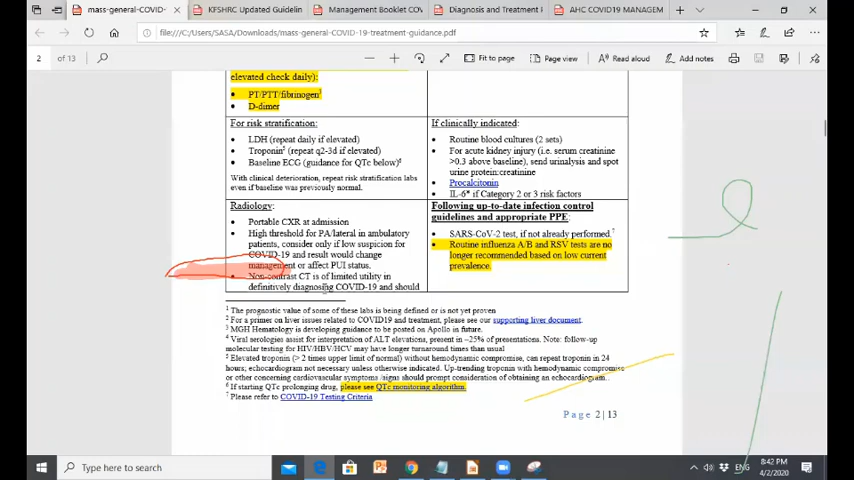 mass-general-COVID-
KFSHRC Updated Guidelin
Management Booklet COV
Diagnosis and Treatment P
AHC COVID19 MANAGEM
file:///C:/Users/SASA/Downloads/mass-general-COVID-19-treatment-guidance.pdf
2 of 13
Fit to page
Page view
Read aloud
Add notes
elevated check daily):
• PT/PTT/fibrinogen3
• D-dimer
For risk stratification:
• LDH (repeat daily if elevated)
• Troponin5 (repeat q2-3d if elevated)
• Baseline ECG (guidance for QTc below)6
With clinical deterioration, repeat risk stratification labs
even if baseline was previously normal.
If clinically indicated:
• Routine blood cultures (2 sets)
• For acute kidney injury (i.e. serum creatinine
>0.3 above baseline), send urinalysis and spot
urine protein:creatinine
• Procalcitonin
• IL-6* if Category 2 or 3 risk factors
Radiology:
• Portable CXR at admission
• High threshold for PA/lateral in ambulatory
patients, consider only if low suspicion for
COVID-19 and result would change
management or affect PUI status.
• Non-contrast CT is of limited utility in
definitively diagnosing COVID-19 and should
Following up-to-date infection control
guidelines and appropriate PPE:
• SARS-CoV-2 test, if not already performed.7
• Routine influenza A/B and RSV tests are no
longer recommended based on low current
prevalence.
1 The prognostic value of some of these labs is being defined or is not yet proven
2 For a primer on liver issues related to COVID19 and treatment, please see our supporting liver document.
3 MGH Hematology is developing guidance to be posted on Apollo in future.
4 Viral serologies assist for interpretation of ALT elevations, present in ~25% of presentations. Note: follow-up
molecular testing for HIV/HBV/HCV may have longer turnaround times than usual
5 Elevated troponin (> 2 times upper limit of normal) without hemodynamic compromise, can repeat troponin in 24
hours; echocardiogram not necessary unless otherwise indicated. Up-trending troponin with hemodynamic compromise
or other concerning cardiovascular symptoms /signs should prompt consideration of obtaining an echocardiogram.
6 If starting QTc prolonging drug, please see QTc monitoring algorithm.
7 Please refer to COVID-19 Testing Criteria
Page 2 | 13
Type here to search
ENG
8:42 PM
4/2/2020